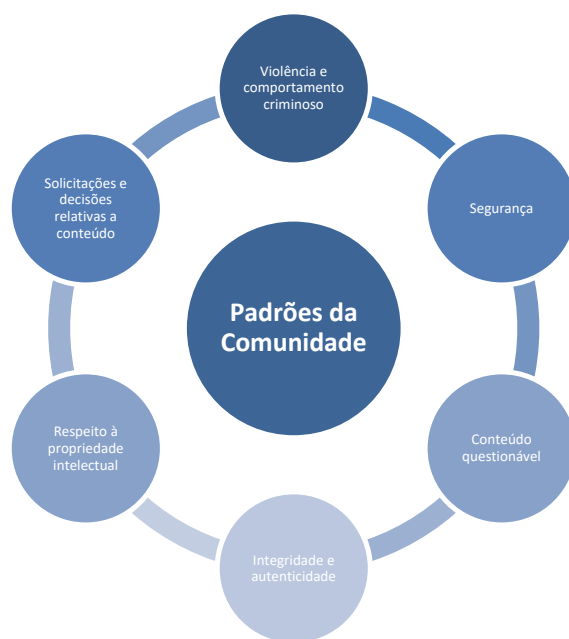 Violência e
comportamento
criminoso
Segurança
Conteúdo
questionável
Integridade e
autenticidade
Respeito à
propriedade
intelectual
Solicitações e
decisões
relativas a
conteúdo
Padrões da
Comunidade